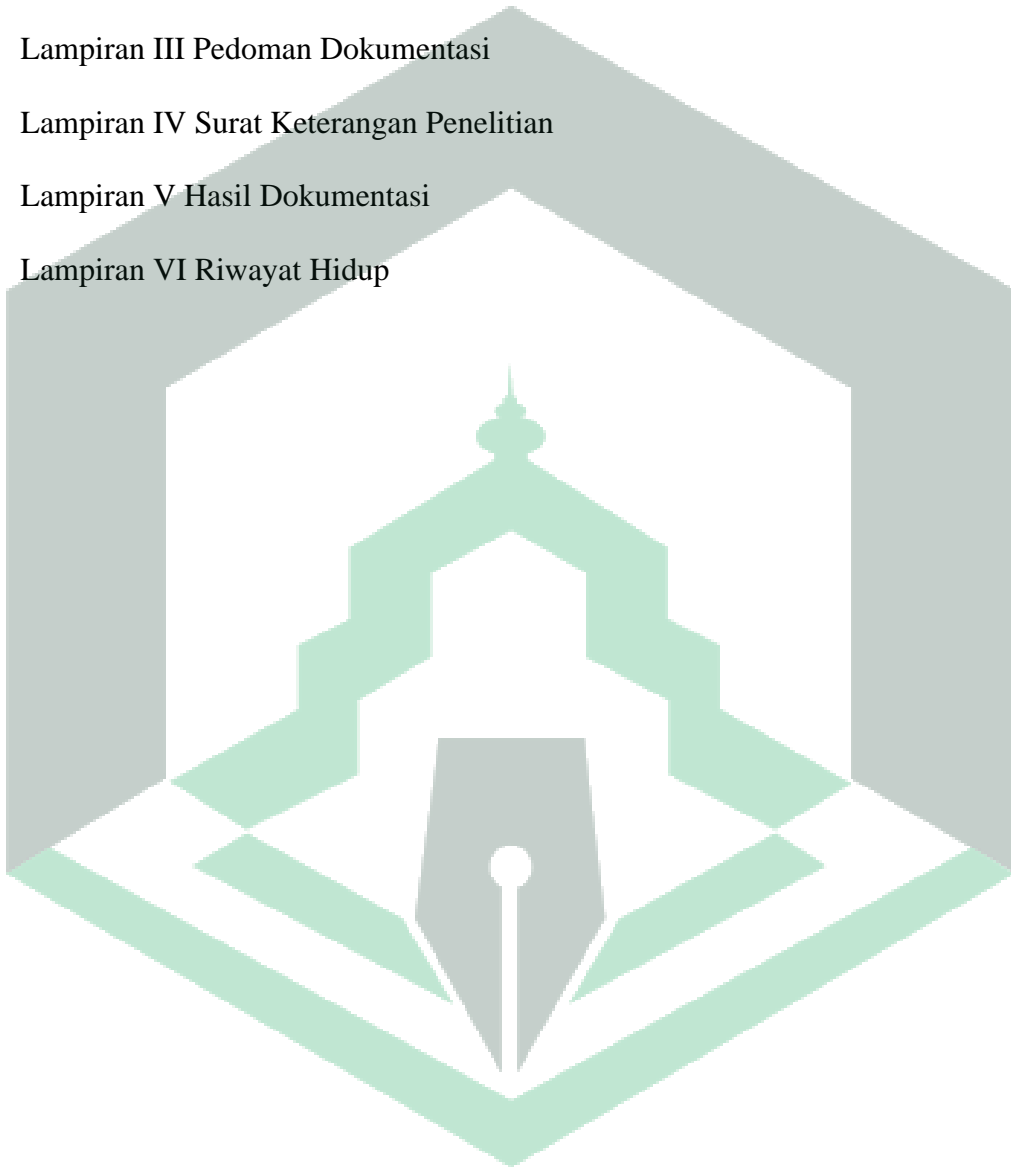 Lampiran III Pedoman Dokumentasi
Lampiran IV Surat Keterangan Penelitian
Lampiran V Hasil Dokumentasi
Lampiran VI Riwayat Hidup